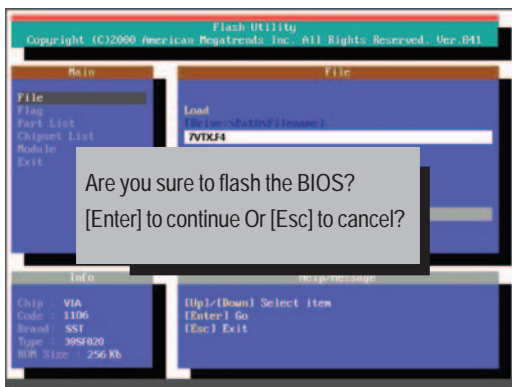 Flash Utility
Copyright (C)2000 American Megatrends Inc. All Rights Reserved. Ver.841
Main
File
File
Flag
Part List
Chipset List
Module
Exit
Load
[Drive:\Path\Filename]
7VTX.F4
Are you sure to flash the BIOS?
[Enter] to continue Or [Esc] to cancel?
Info
Help/Message
Chip : VIA
Code : 1106
Brand: SST
Type : 39SF020
ROM Size : 256 Kb
[Up]/[Down] Select item
[Enter] Go
[Esc] Exit